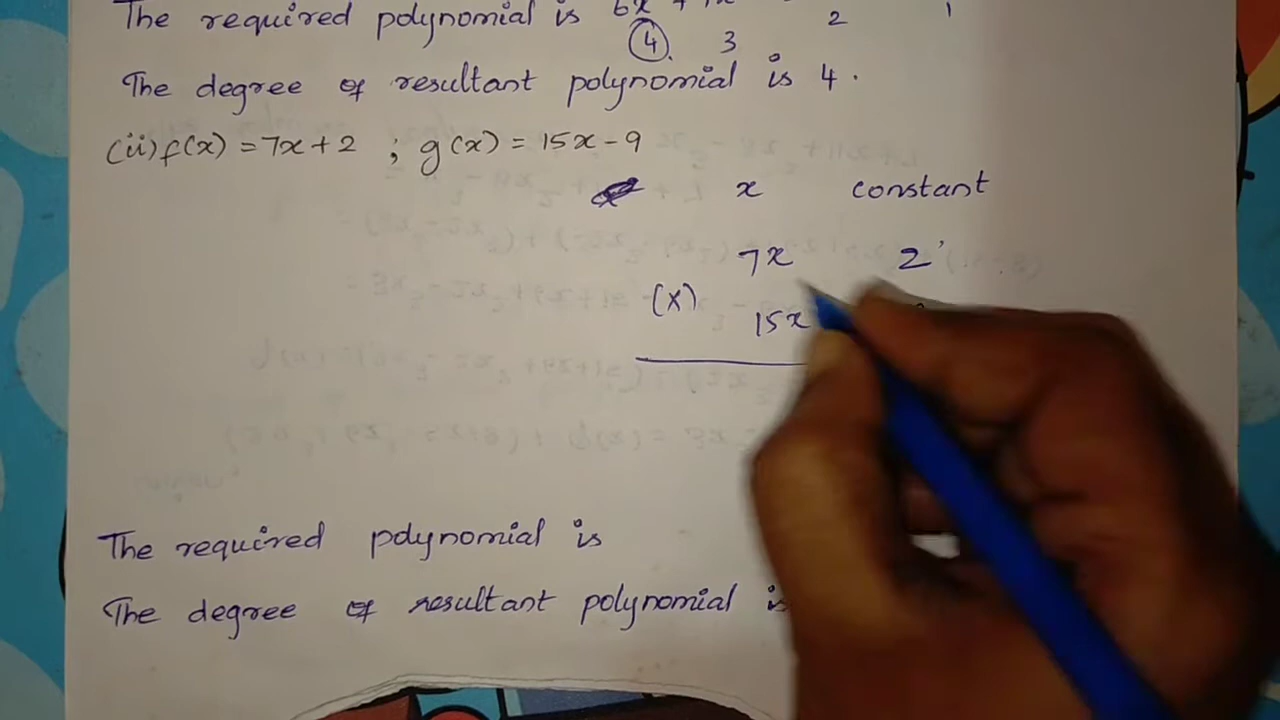 The required polynomial is 6x
④. 3 2 1
The degree of resultant polynomial is 4.
(ii) f(x) = 7x + 2 ; g(x) = 15x - 9
x constant
7x 2
(x) 15x
The required polynomial is
The degree of resultant polynomial is